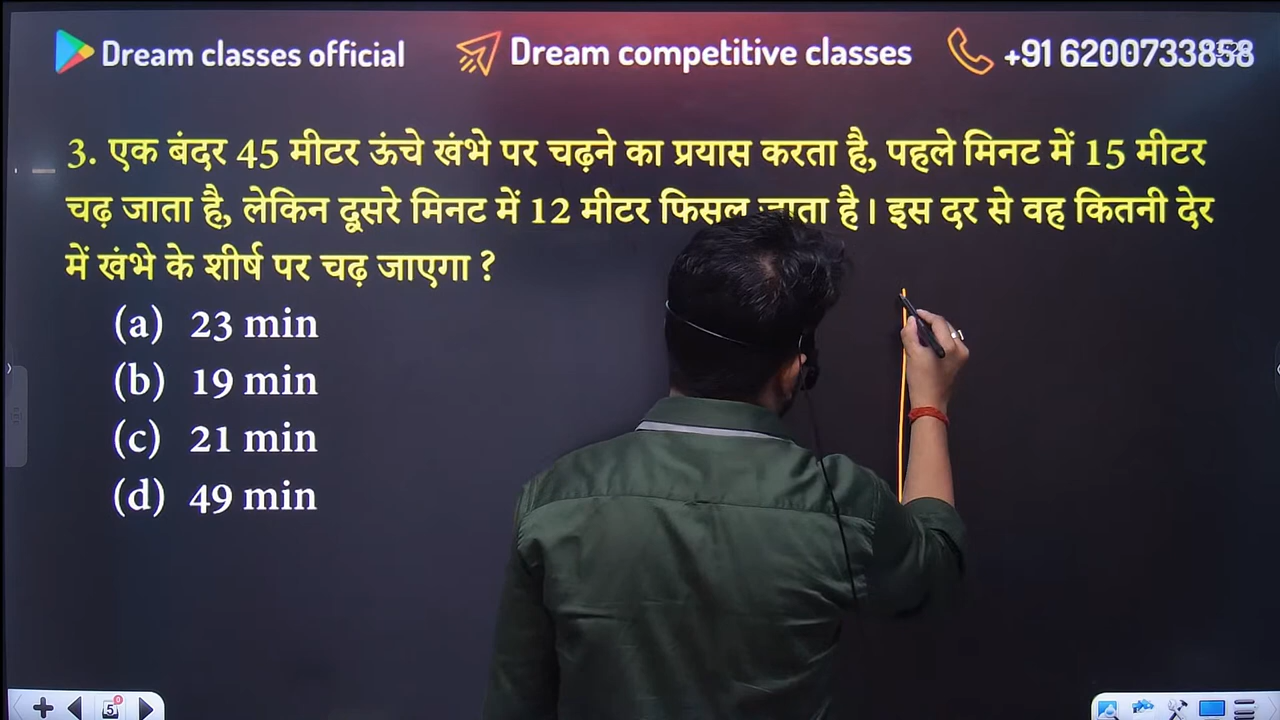 Dream classes official Dream competitive classes +91 6200733858
3. एक बंदर 45 मीटर ऊंचे खंभे पर चढ़ने का प्रयास करता है, पहले मिनट में 15 मीटर
चढ़ जाता है, लेकिन दूसरे मिनट में 12 मीटर फिसल जाता है। इस दर से वह कितनी देर
में खंभे के शीर्ष पर चढ़ जाएगा ?
(a) 23 min
(b) 19 min
(c) 21 min
(d) 49 min
5